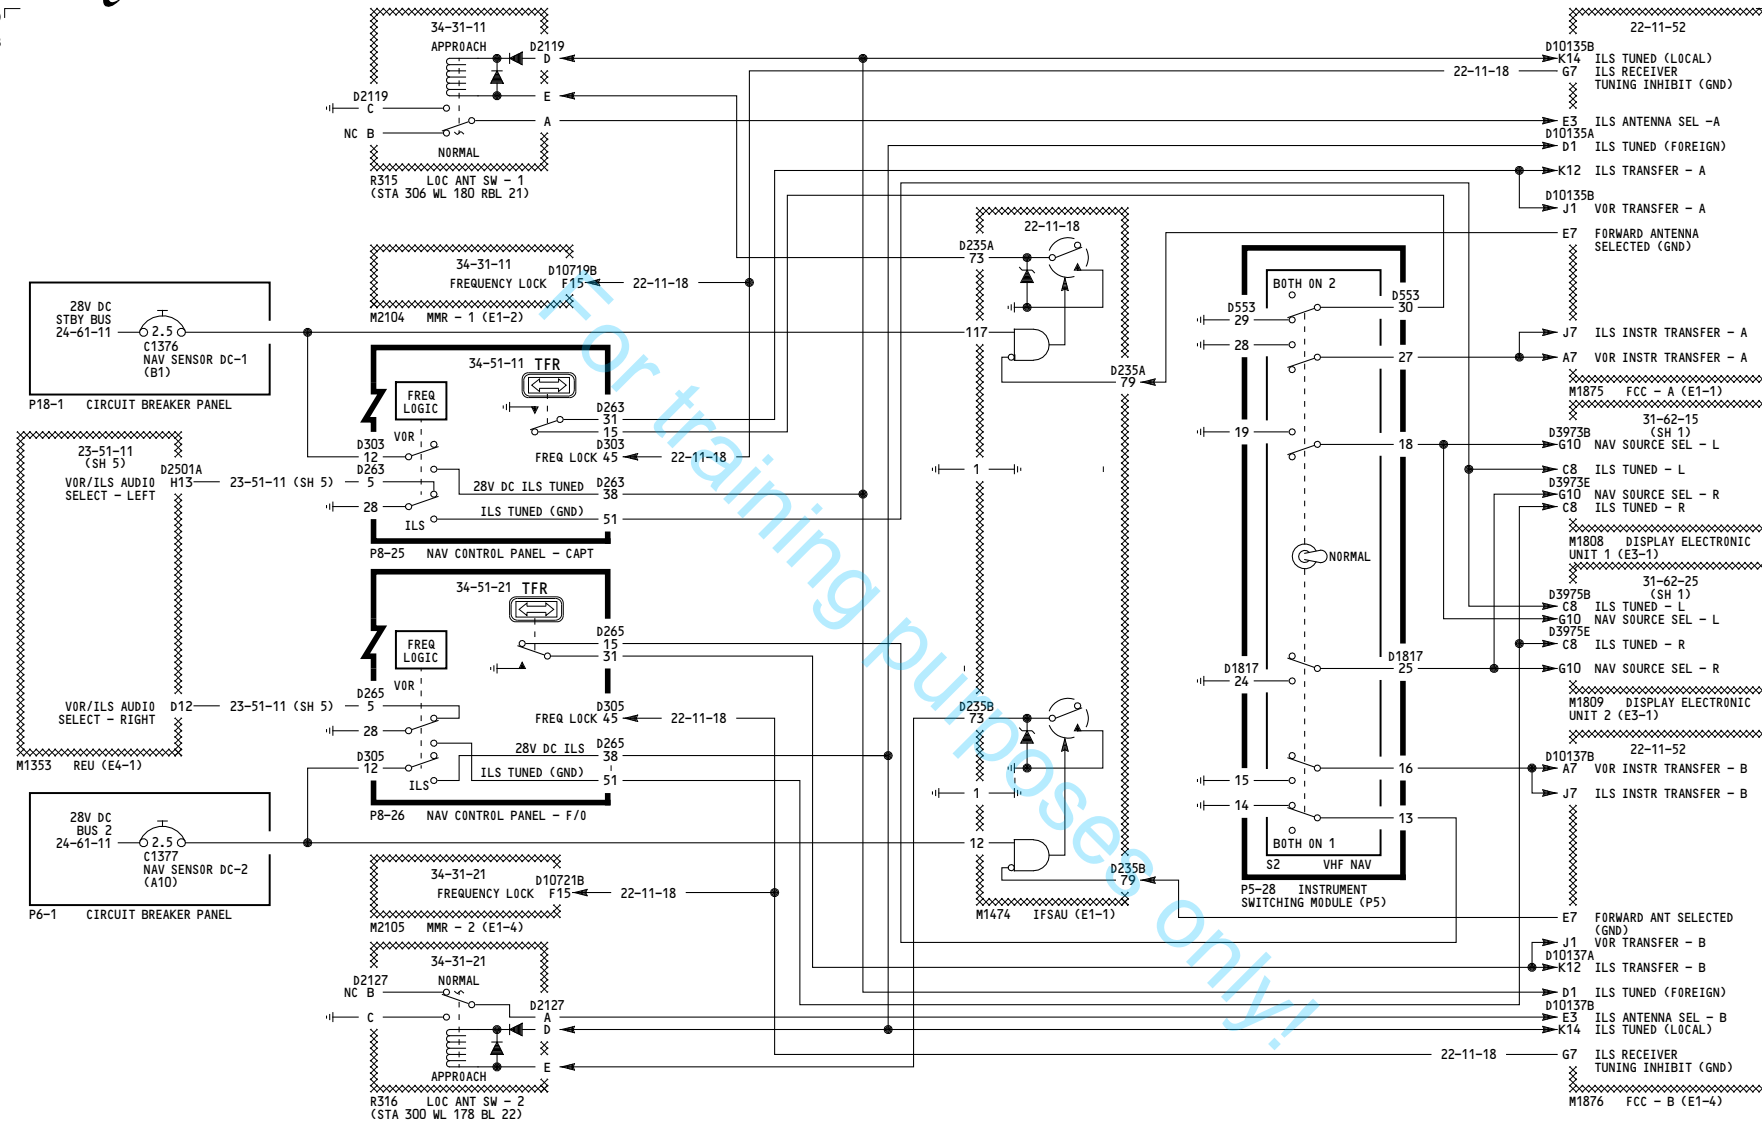 34-31-11
APPROACH
D2119
D
E
D2119
C
NC B
A
NORMAL
R315 LOC ANT SW - 1
(STA 306 WL 180 RBL 21)
34-31-11
D10719B
FREQUENCY LOCK F15
22-11-18
M2104 MMR - 1 (E1-2)
28V DC
STBY BUS
24-61-11
2.5
C1376
NAV SENSOR DC-1
(B1)
P18-1 CIRCUIT BREAKER PANEL
34-51-11 TFR
FREQ
LOGIC
VOR
D263
31
15
D303
FREQ LOCK 45
22-11-18
D303
12
D263
5
28V DC ILS TUNED
D263
38
28
ILS TUNED (GND)
51
ILS
P8-25 NAV CONTROL PANEL - CAPT
23-51-11
(SH 5)
D2501A
VOR/ILS AUDIO
SELECT - LEFT
H13
23-51-11 (SH 5)
VOR/ILS AUDIO
SELECT - RIGHT
D12
23-51-11 (SH 5)
M1353 REU (E4-1)
34-51-21 TFR
FREQ
LOGIC
VOR
D265
15
31
D265
5
D305
FREQ LOCK 45
22-11-18
28
28V DC ILS
D265
38
D305
12
ILS TUNED (GND)
51
ILS
P8-26 NAV CONTROL PANEL - F/O
28V DC
BUS 2
24-61-11
2.5
C1377
NAV SENSOR DC-2
(A10)
P6-1 CIRCUIT BREAKER PANEL
34-31-21
D10721B
FREQUENCY LOCK F15
22-11-18
M2105 MMR - 2 (E1-4)
34-31-21
D2127
NC B
NORMAL
C
D2127
A
D
E
APPROACH
R316 LOC ANT SW - 2
(STA 300 WL 178 BL 22)
22-11-18
D235A
73
117
D235A
79
1
D235B
73
1
12
D235B
79
M1474 IFSAU (E1-1)
BOTH ON 2
D553
29
D553
30
28
27
19
18
NORMAL
D1817
24
D1817
25
15
16
14
13
BOTH ON 1
S2 VHF NAV
P5-28 INSTRUMENT
SWITCHING MODULE (P5)
22-11-52
D10135B
K14 ILS TUNED (LOCAL)
22-11-18
G7 ILS RECEIVER
TUNING INHIBIT (GND)
E3 ILS ANTENNA SEL -A
D10135A
D1 ILS TUNED (FOREIGN)
K12 ILS TRANSFER - A
D10135B
J1 VOR TRANSFER - A
E7 FORWARD ANTENNA
SELECTED (GND)
J7 ILS INSTR TRANSFER - A
A7 VOR INSTR TRANSFER - A
M1875 FCC - A (E1-1)
31-62-15
(SH 1)
D3973B
G10 NAV SOURCE SEL - L
C8 ILS TUNED - L
D3973E
G10 NAV SOURCE SEL - R
C8 ILS TUNED - R
M1808 DISPLAY ELECTRONIC
UNIT 1 (E3-1)
31-62-25
(SH 1)
D3975B
C8 ILS TUNED - L
G10 NAV SOURCE SEL - L
D3975E
C8 ILS TUNED - R
G10 NAV SOURCE SEL - R
M1809 DISPLAY ELECTRONIC
UNIT 2 (E3-1)
22-11-52
D10137B
A7 VOR INSTR TRANSFER - B
J7 ILS INSTR TRANSFER - B
E7 FORWARD ANT SELECTED
(GND)
J1 VOR TRANSFER - B
D10137A
K12 ILS TRANSFER - B
D1 ILS TUNED (FOREIGN)
D10137B
E3 ILS ANTENNA SEL - B
K14 ILS TUNED (LOCAL)
22-11-18
G7 ILS RECEIVER
TUNING INHIBIT (GND)
M1876 FCC - B (E1-4)
For training purposes only!